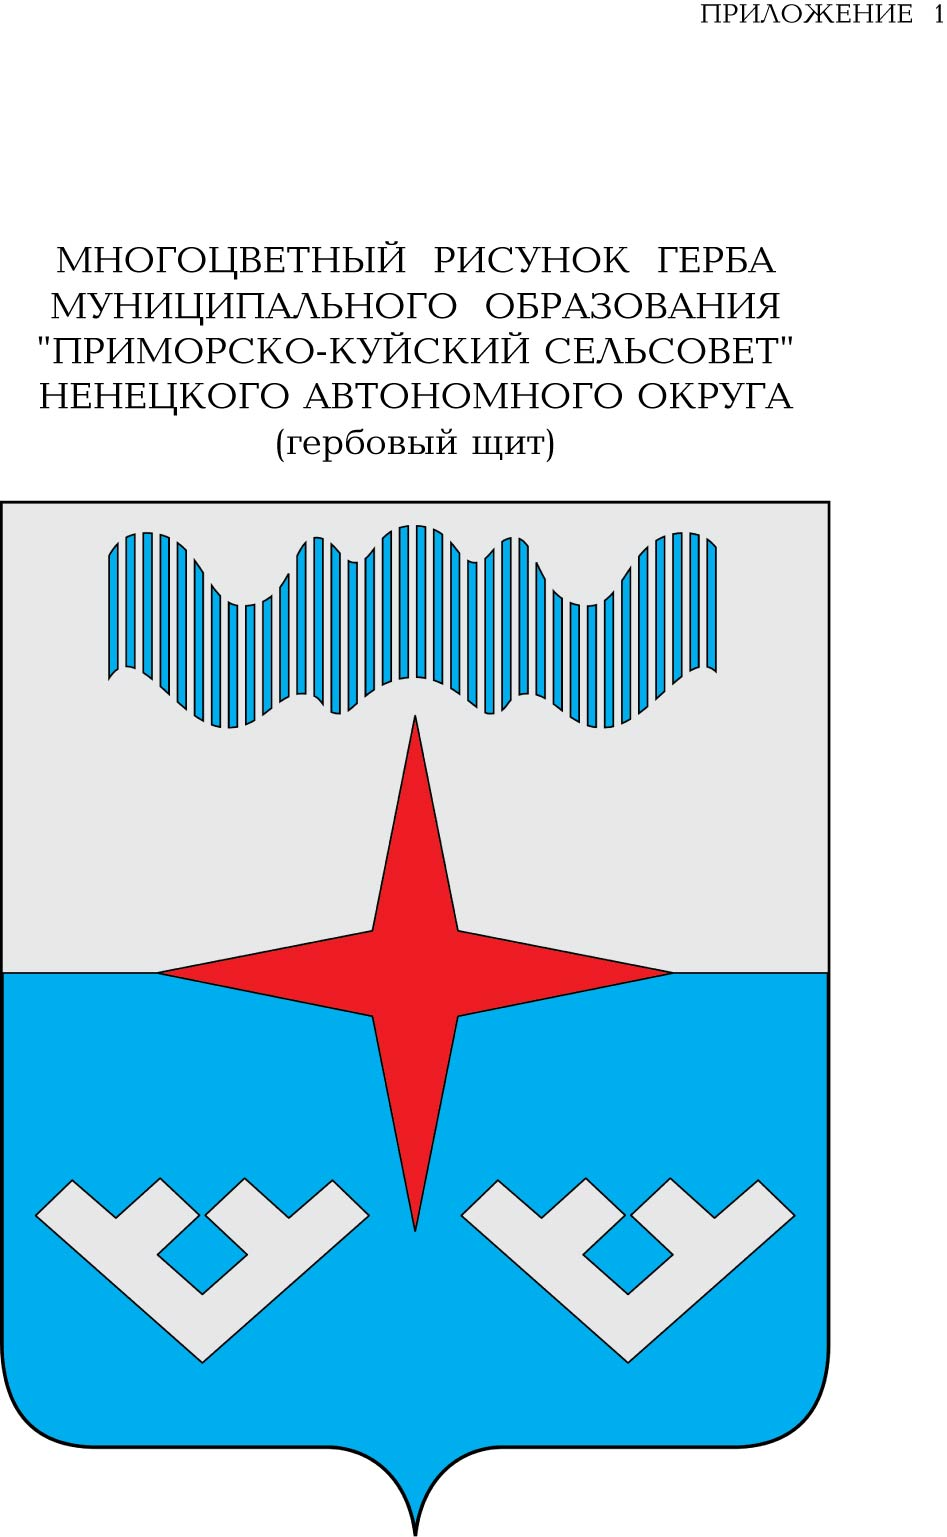 ПРИЛОЖЕНИЕ 1
МНОГОЦВЕТНЫЙ РИСУНОК ГЕРБА
МУНИЦИПАЛЬНОГО ОБРАЗОВАНИЯ
"ПРИМОРСКО-КУЙСКИЙ СЕЛЬСОВЕТ"
НЕНЕЦКОГО АВТОНОМНОГО ОКРУГА
(гербовый щит)